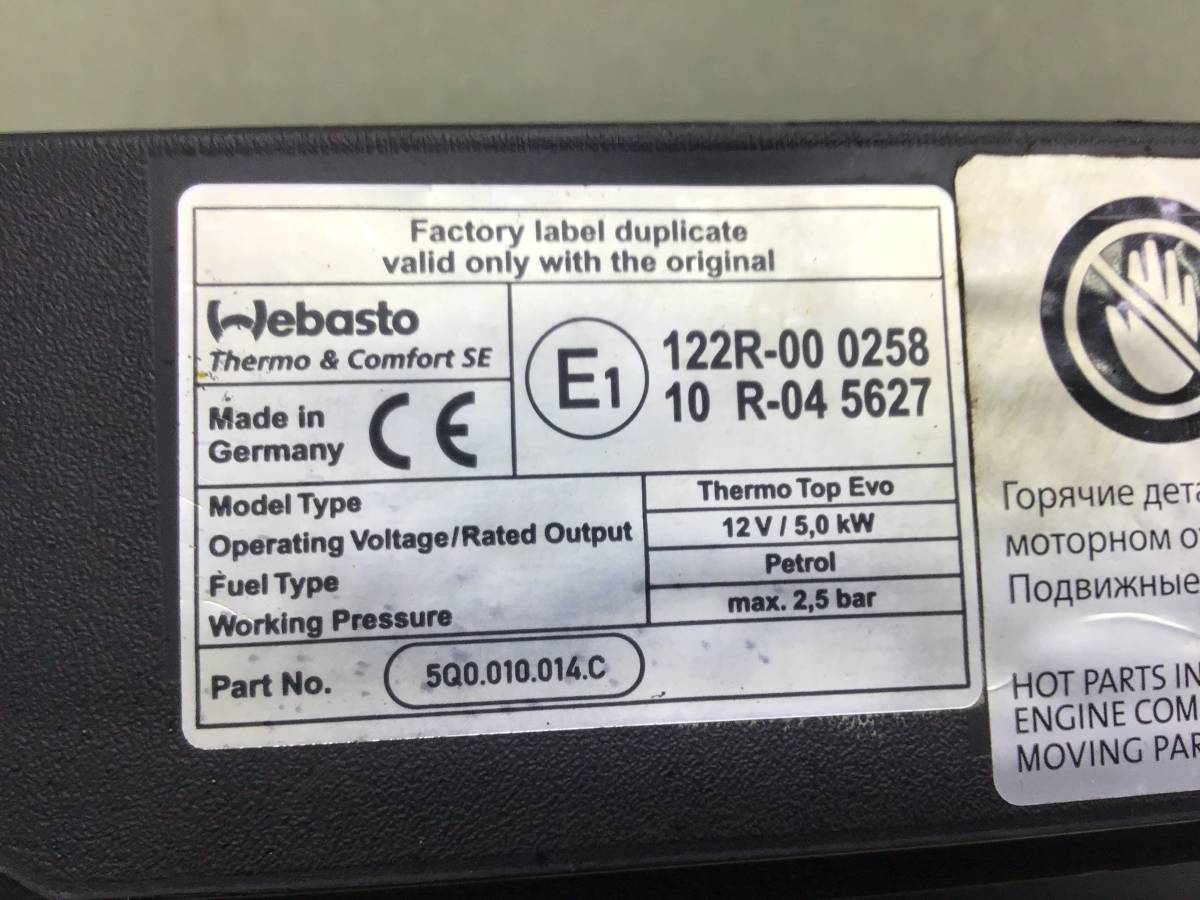 Factory label duplicate
valid only with the original
Webasto
Thermo & Comfort SE
Made in
Germany
CE
E1
122R-00 0258
10 R-04 5627
Model Type
Thermo Top Evo
Operating Voltage/Rated Output
12 V / 5,0 kW
Fuel Type
Petrol
Working Pressure
max. 2,5 bar
Part No.
5Q0.010.014.C
Горячие
моторном
Подвижные
HOT PARTS IN
ENGINE
MOVING